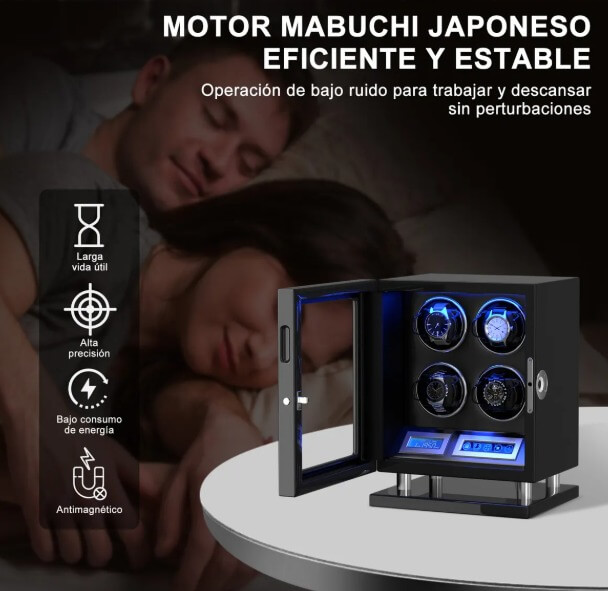 MOTOR MABUCHI JAPONESO
EFICIENTE Y ESTABLE
Operación de bajo ruido para trabajar y descansar
sin perturbaciones
Larga
vida útil
Alta
precisión
Bajo consumo
de energía
Antimagnético